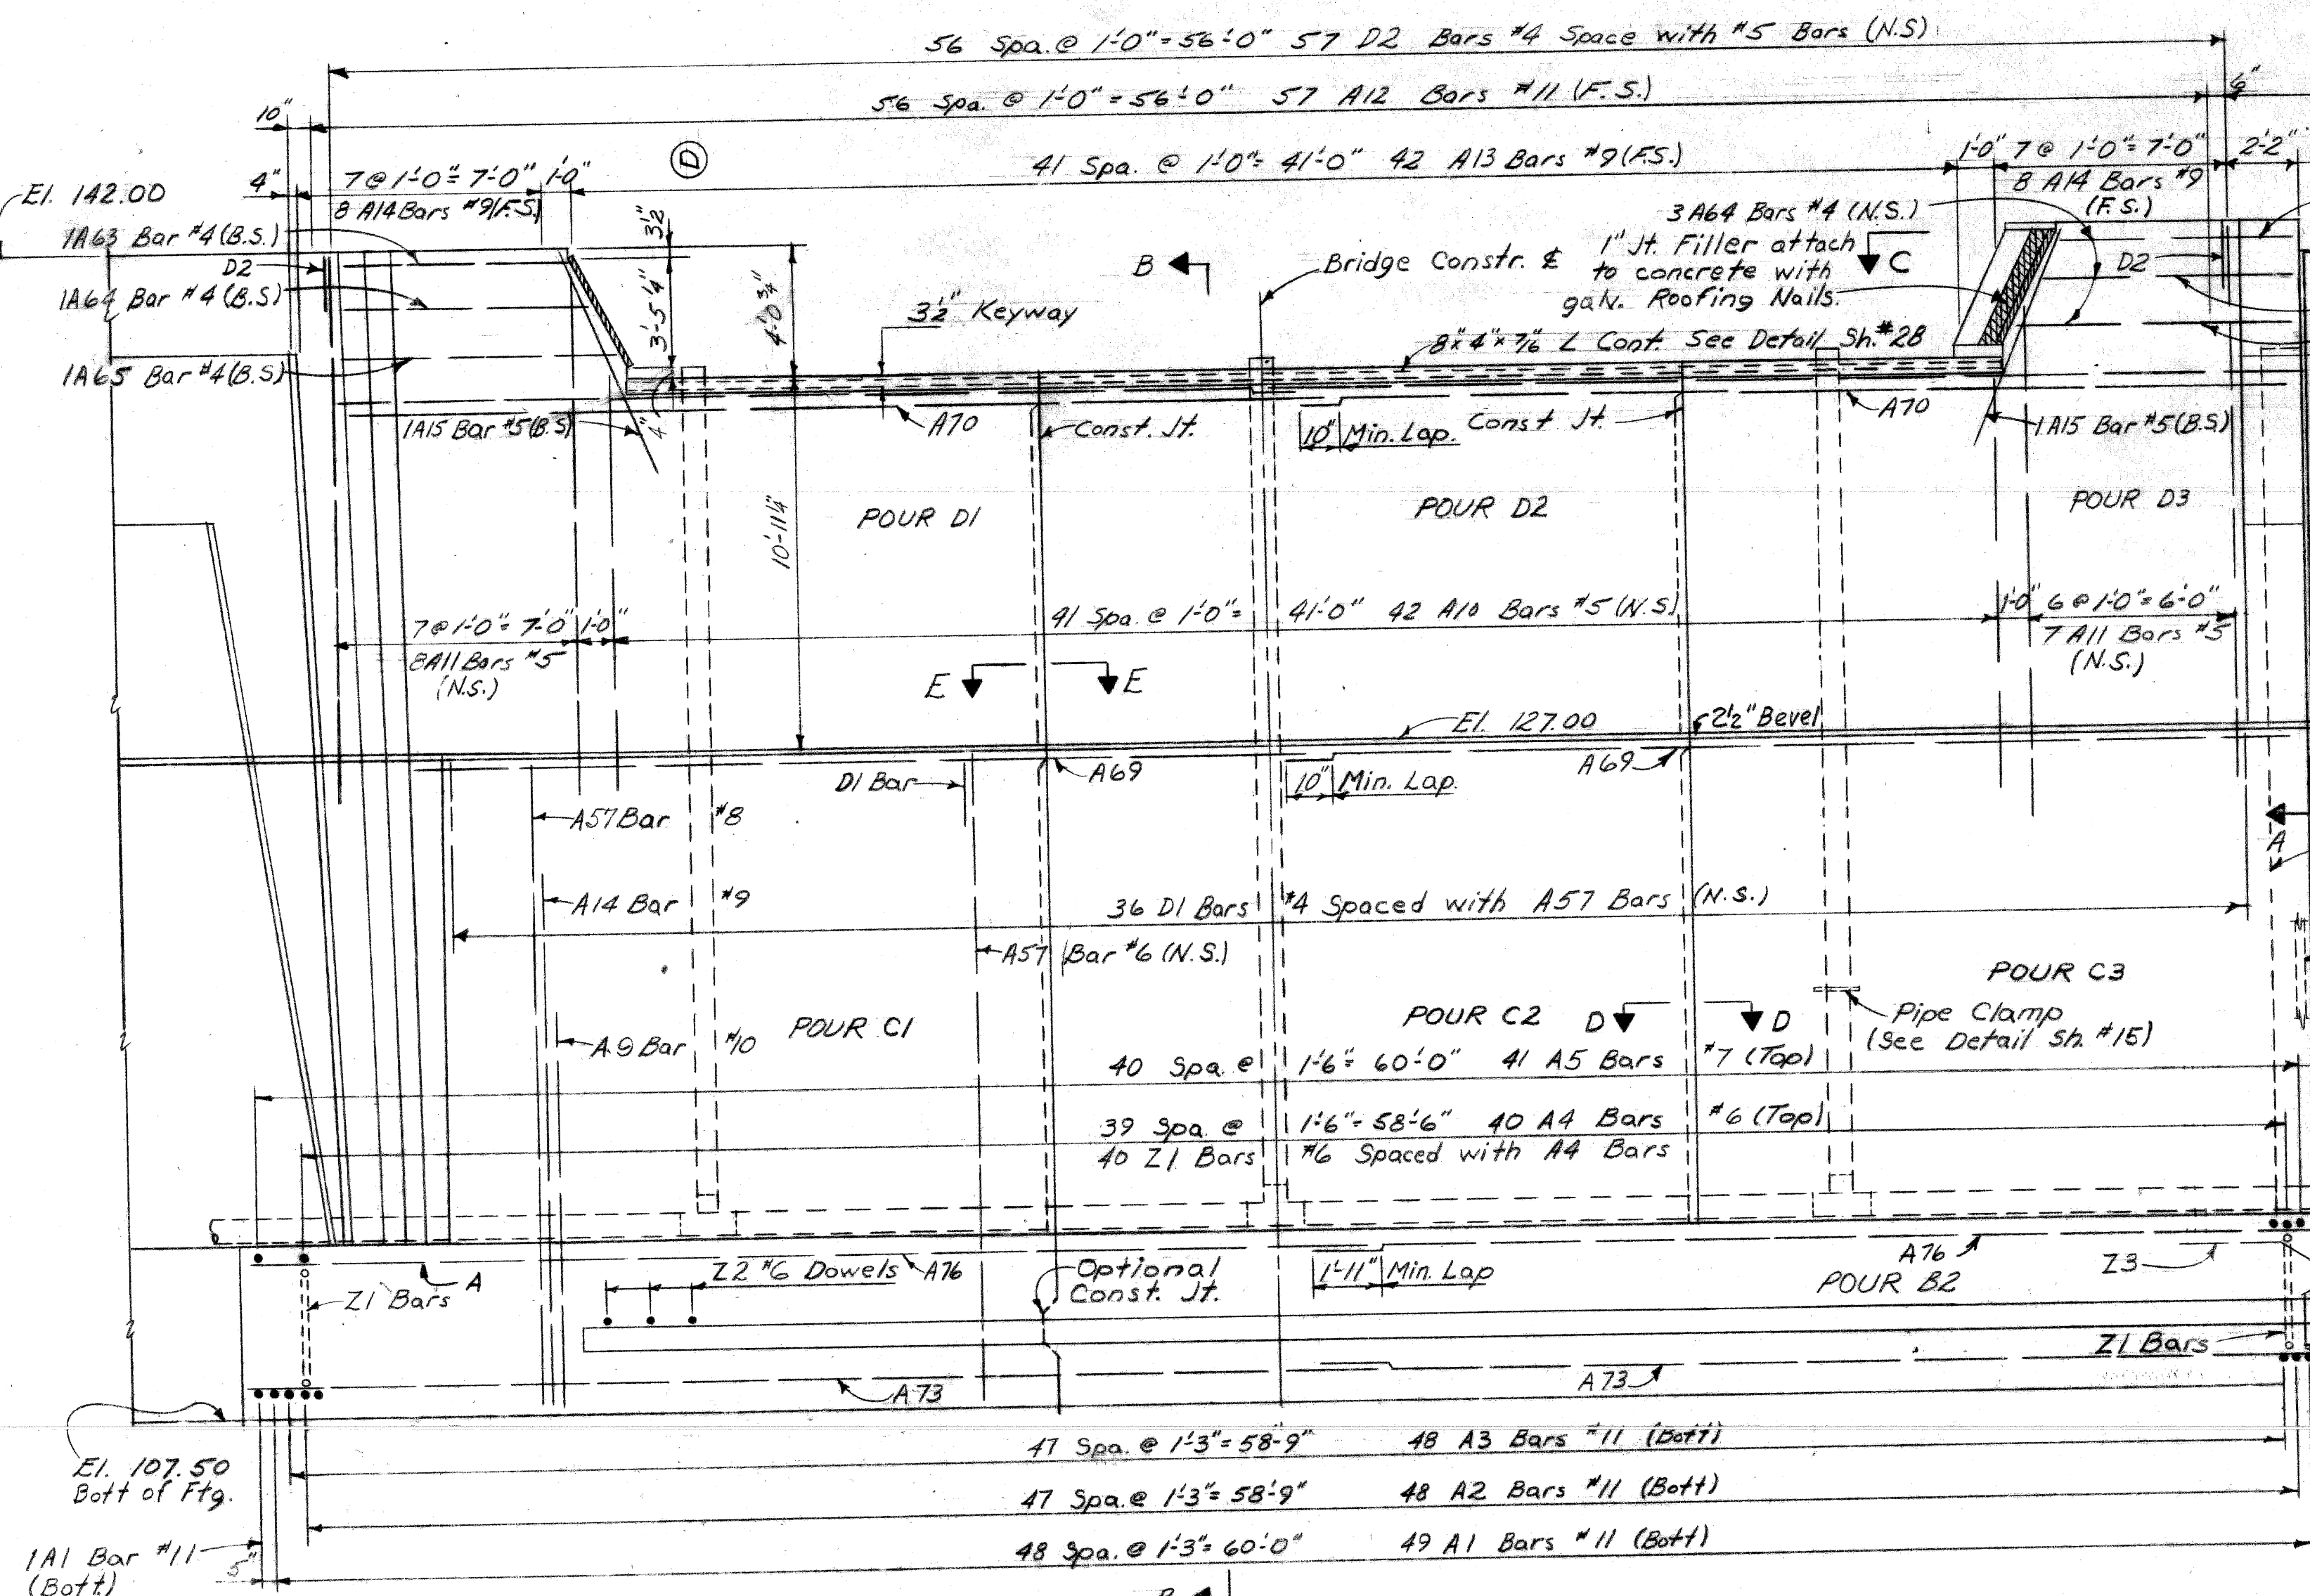 56 Spa. @ 1'-0" = 56'-0" 57 D2 Bars #4 Space with #5 Bars (N.S)
56 Spa. @ 1'-0" = 56'-0" 57 A12 Bars #11 (F.S.)
10"
6"
41 Spa. @ 1'-0" = 41'-0" 42 A13 Bars #9 (F.S.)
D
1'-0" 7 @ 1'-0" = 7'-0" 2'-2"
8 A14 Bars #9
(F.S.)
4" 7 @ 1'-0" = 7'-0" 1'-0"
8 A14 Bars #9 (F.S.)
El. 142.00
1A63 Bar #4 (B.S.)
D2
1A64 Bar #4 (B.S)
1A65 Bar #4 (B.S)
3½"
3'-5¼"
4'-0¾"
4"
3 A64 Bars #4 (N.S.)
1" Jt. Filler attach
to concrete with
galv. Roofing Nails.
B
Bridge Constr. ℄
C
D2
3½" Keyway
8" x 4" x 7/16 L Cont. See Detail Sh. #28
1A15 Bar #5 (B.S)
A70
Const. Jt.
10" Min. Lap.
Const Jt.
A70
1A15 Bar #5 (B.S.)
POUR D1
POUR D2
POUR D3
10'-11¼"
7 @ 1'-0" = 7'-0" 1'-0"
8 A11 Bars #5
(N.S.)
41 Spa. @ 1'-0" = 41'-0" 42 A10 Bars #5 (N.S)
1'-0" 6 @ 1'-0" = 6'-0"
7 A11 Bars #5
(N.S.)
E E
El. 127.00
2½" Bevel
D1 Bar
A69
10" Min. Lap.
A69
A57 Bar #8
A
A14 Bar #9
36 D1 Bars #4 Spaced with A57 Bars (N.S.)
A57 Bar #6 (N.S.)
POUR C3
POUR C1
POUR C2
D D
Pipe Clamp
(See Detail Sh. #15)
A9 Bar #10
40 Spa. @ 1'-6" = 60'-0" 41 A5 Bars #7 (Top)
39 Spa. @ 1'-6" = 58'-6" 40 A4 Bars #6 (Top)
40 Z1 Bars #6 Spaced with A4 Bars
A
Z1 Bars
Z2 #6 Dowels
A76
Optional
Const. Jt.
1'-11" Min. Lap
A76
Z3
POUR B2
Z1 Bars
A73
A73
El. 107.50
Bott of Ftg.
47 Spa. @ 1'-3" = 58'-9" 48 A3 Bars #11 (Bott)
47 Spa. @ 1'-3" = 58'-9" 48 A2 Bars #11 (Bott)
48 Spa. @ 1'-3" = 60'-0" 49 A1 Bars #11 (Bott)
1A1 Bar #11
(Bott.)
5"